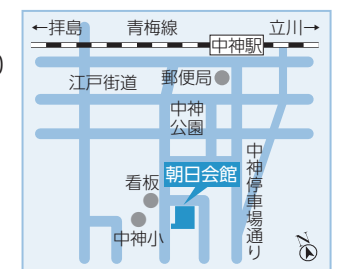 )
←拝島
青梅線
立川→
中神駅
江戸街道
郵便局
中神
公園
朝日会館
看板
中神小
中神停車場通り
N